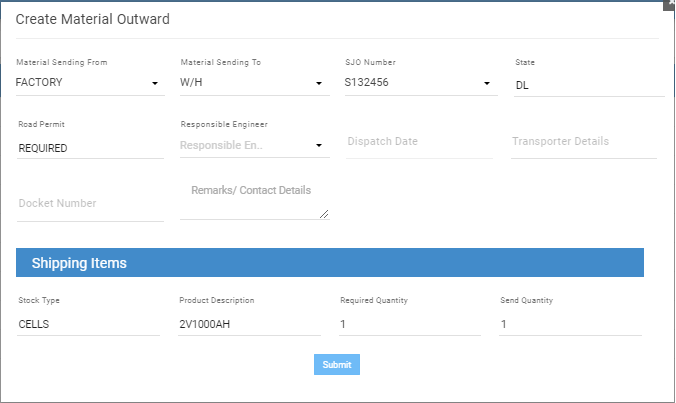 Create Material Outward
Material Sending From
Material Sending To
SJO Number
State
FACTORY
W/H
S132456
DL
Road Permit
Responsible Engineer
REQUIRED
Responsible En..
Dispatch Date
Transporter Details
Docket Number
Remarks/ Contact Details
Shipping Items
Stock Type
Product Description
Required Quantity
Send Quantity
CELLS
2V1000AH
1
1
Submit